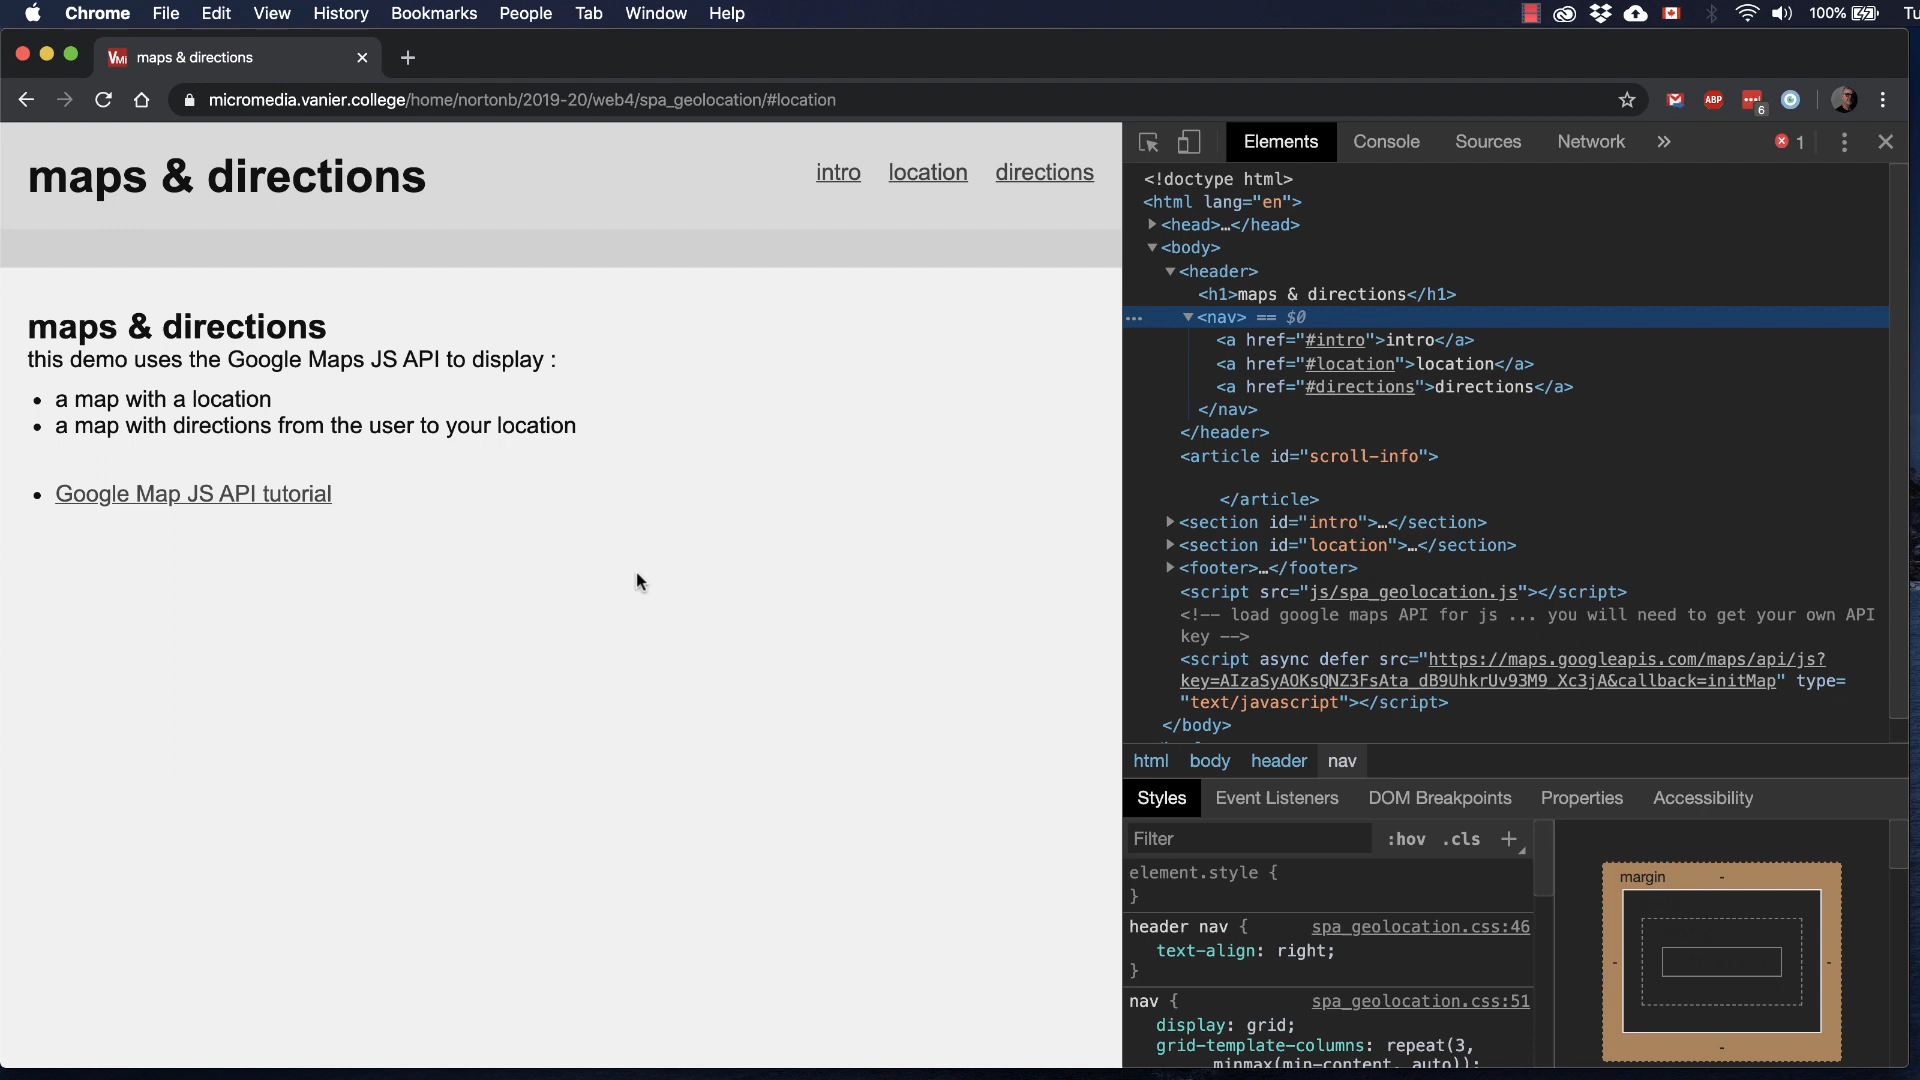 Chrome File Edit View History Bookmarks People Tab Window Help 100% Tu
maps & directions
micromedia.vanier.college/home/nortonb/2019-20/web4/spa_geolocation/#location
ABP 6
maps & directions
intro location directions
maps & directions
this demo uses the Google Maps JS API to display :
• a map with a location
• a map with directions from the user to your location
• Google Map JS API tutorial
Elements Console Sources Network » 1
<!doctype html>
<html lang="en">
<head>…</head>
<body>
<header>
<h1>maps & directions</h1>
<nav> == $0
<a href="#intro">intro</a>
<a href="#location">location</a>
<a href="#directions">directions</a>
</nav>
</header>
<article id="scroll-info">
</article>
<section id="intro">…</section>
<section id="location">…</section>
<footer>…</footer>
<script src="js/spa_geolocation.js"></script>
<!-- load google maps API for js ... you will need to get your own API
key -->
<script async defer src="https://maps.googleapis.com/maps/api/js?
key=AIzaSyAOKsQNZ3FsAta_dB9UhkrUv93M9_Xc3jA&callback=initMap" type=
"text/javascript"></script>
</body>
html body header nav
Styles Event Listeners DOM Breakpoints Properties Accessibility
Filter :hov .cls +
element.style {
}
header nav { spa_geolocation.css:46
text-align: right;
}
nav { spa_geolocation.css:51
display: grid;
grid-template-columns: repeat(3,
minmax(min-content, auto));
margin -
- -
-